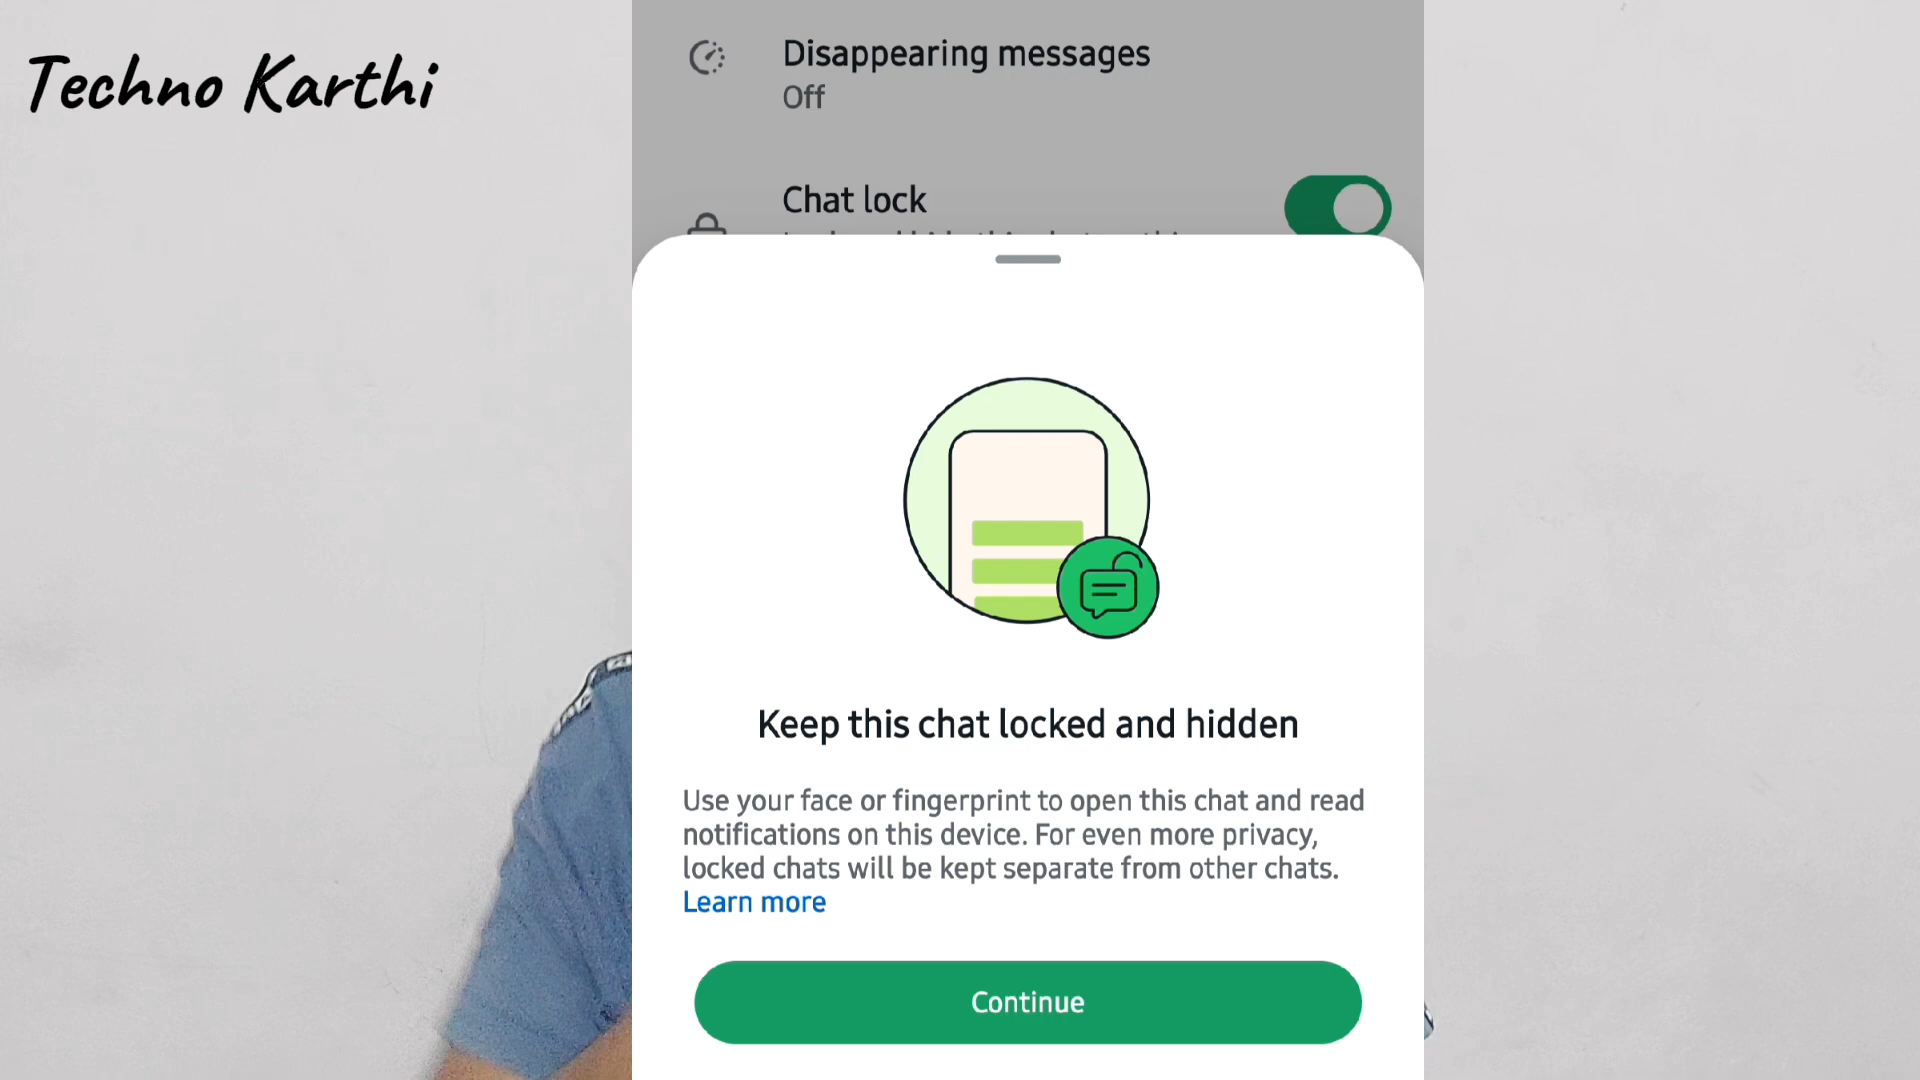 Techno Karthi
Disappearing messages
Off
Chat lock
Keep this chat locked and hidden
Use your face or fingerprint to open this chat and read
notifications on this device. For even more privacy,
locked chats will be kept separate from other chats.
Learn more
Continue